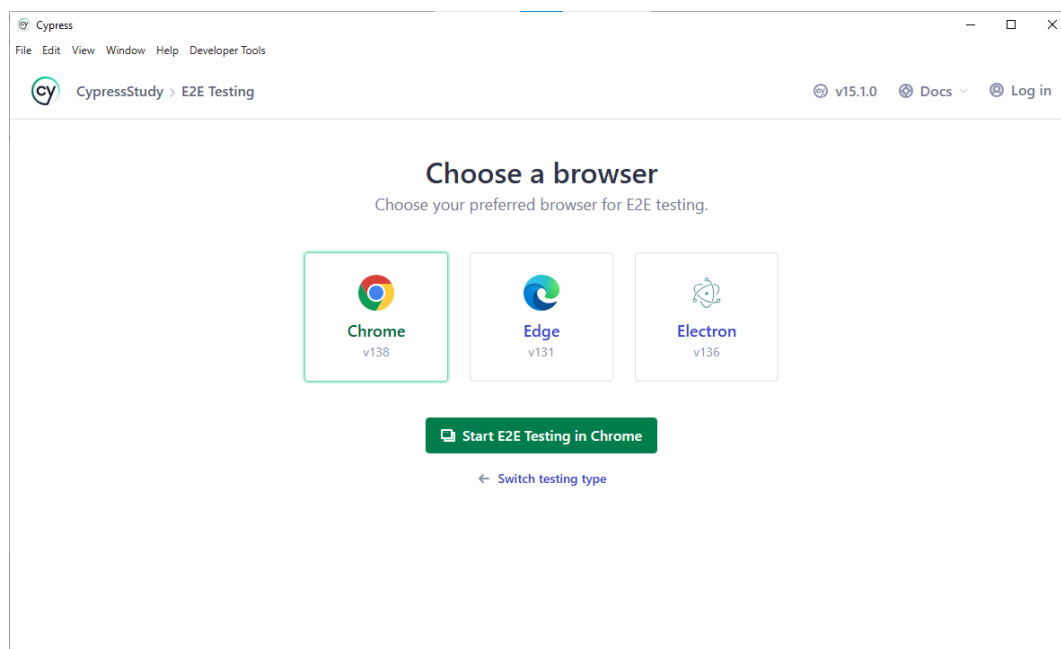 Cypress
File Edit View Window Help Developer Tools
cy CypressStudy > E2E Testing cy v15.1.0 Docs Log in
Choose a browser
Choose your preferred browser for E2E testing.
Chrome Edge Electron
v138 v131 v136
Start E2E Testing in Chrome
← Switch testing type